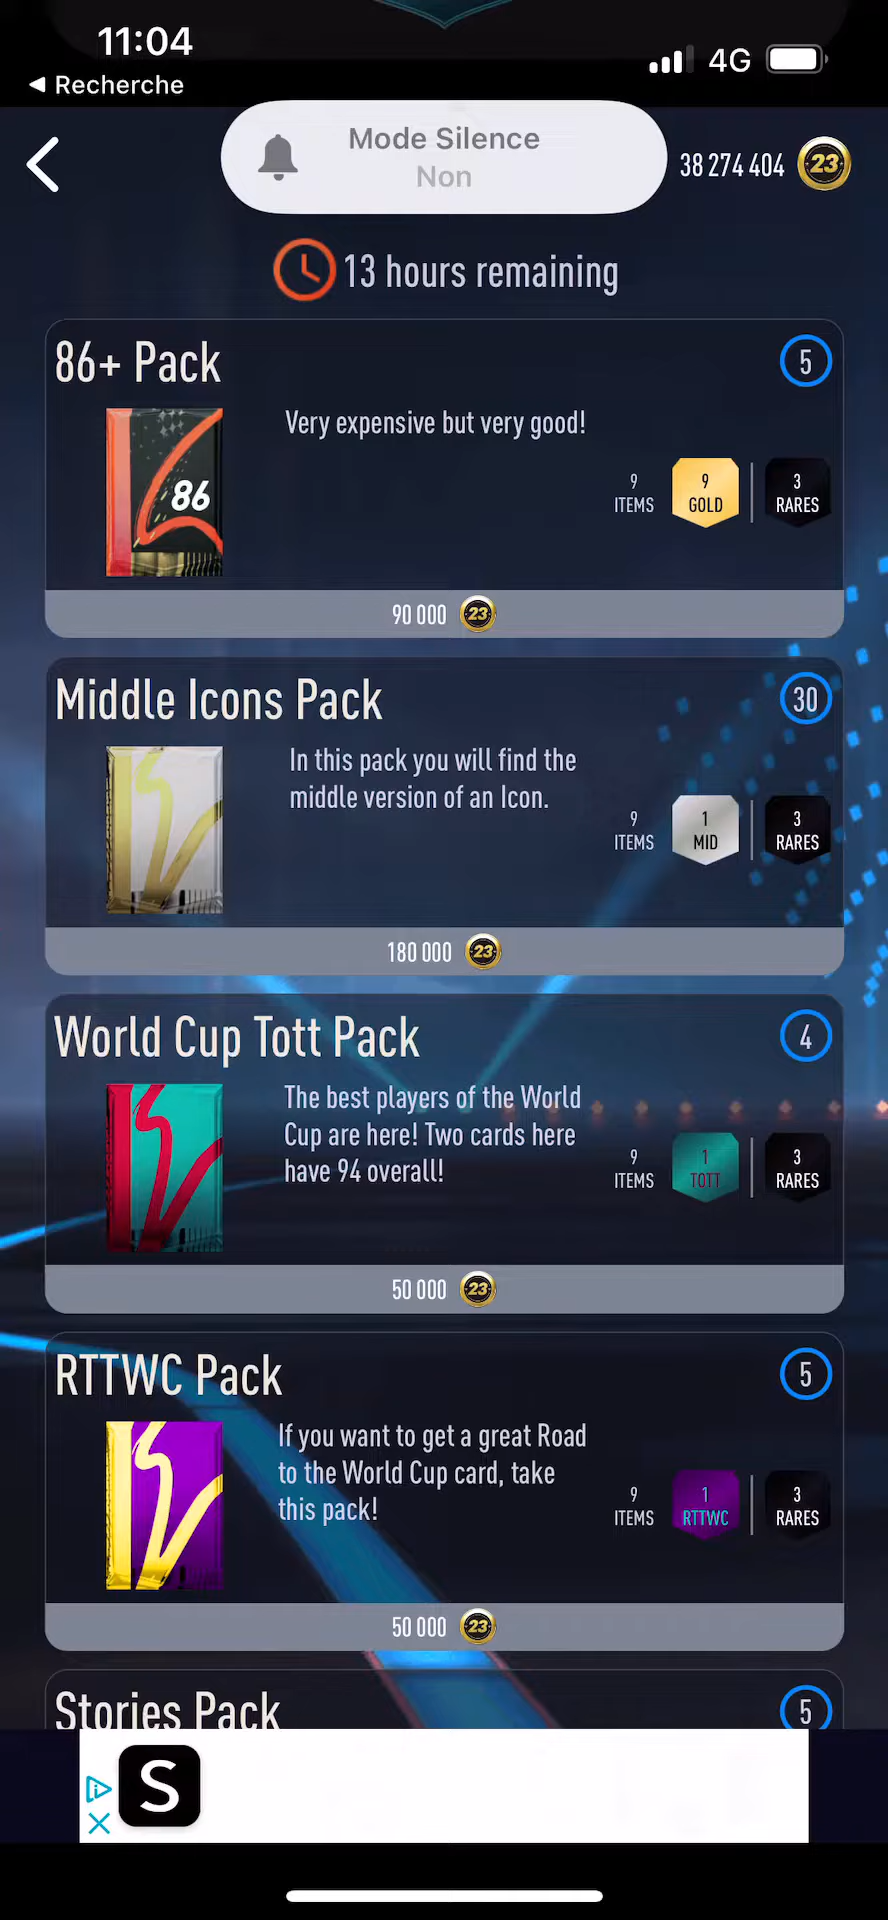 11:04
4G
◀ Recherche
Mode Silence
Non
38 274 404
23
13 hours remaining
86+ Pack
5
86
Very expensive but very good!
9
ITEMS
9
GOLD
3
RARES
90 000
23
Middle Icons Pack
30
In this pack you will find the
middle version of an Icon.
9
ITEMS
1
MID
3
RARES
180 000
23
World Cup Tott Pack
4
The best players of the World
Cup are here! Two cards here
have 94 overall!
9
ITEMS
1
TOTT
3
RARES
50 000
23
RTTWC Pack
5
If you want to get a great Road
to the World Cup card, take
this pack!
9
ITEMS
1
RTTWC
3
RARES
50 000
23
Stories Pack
5
S